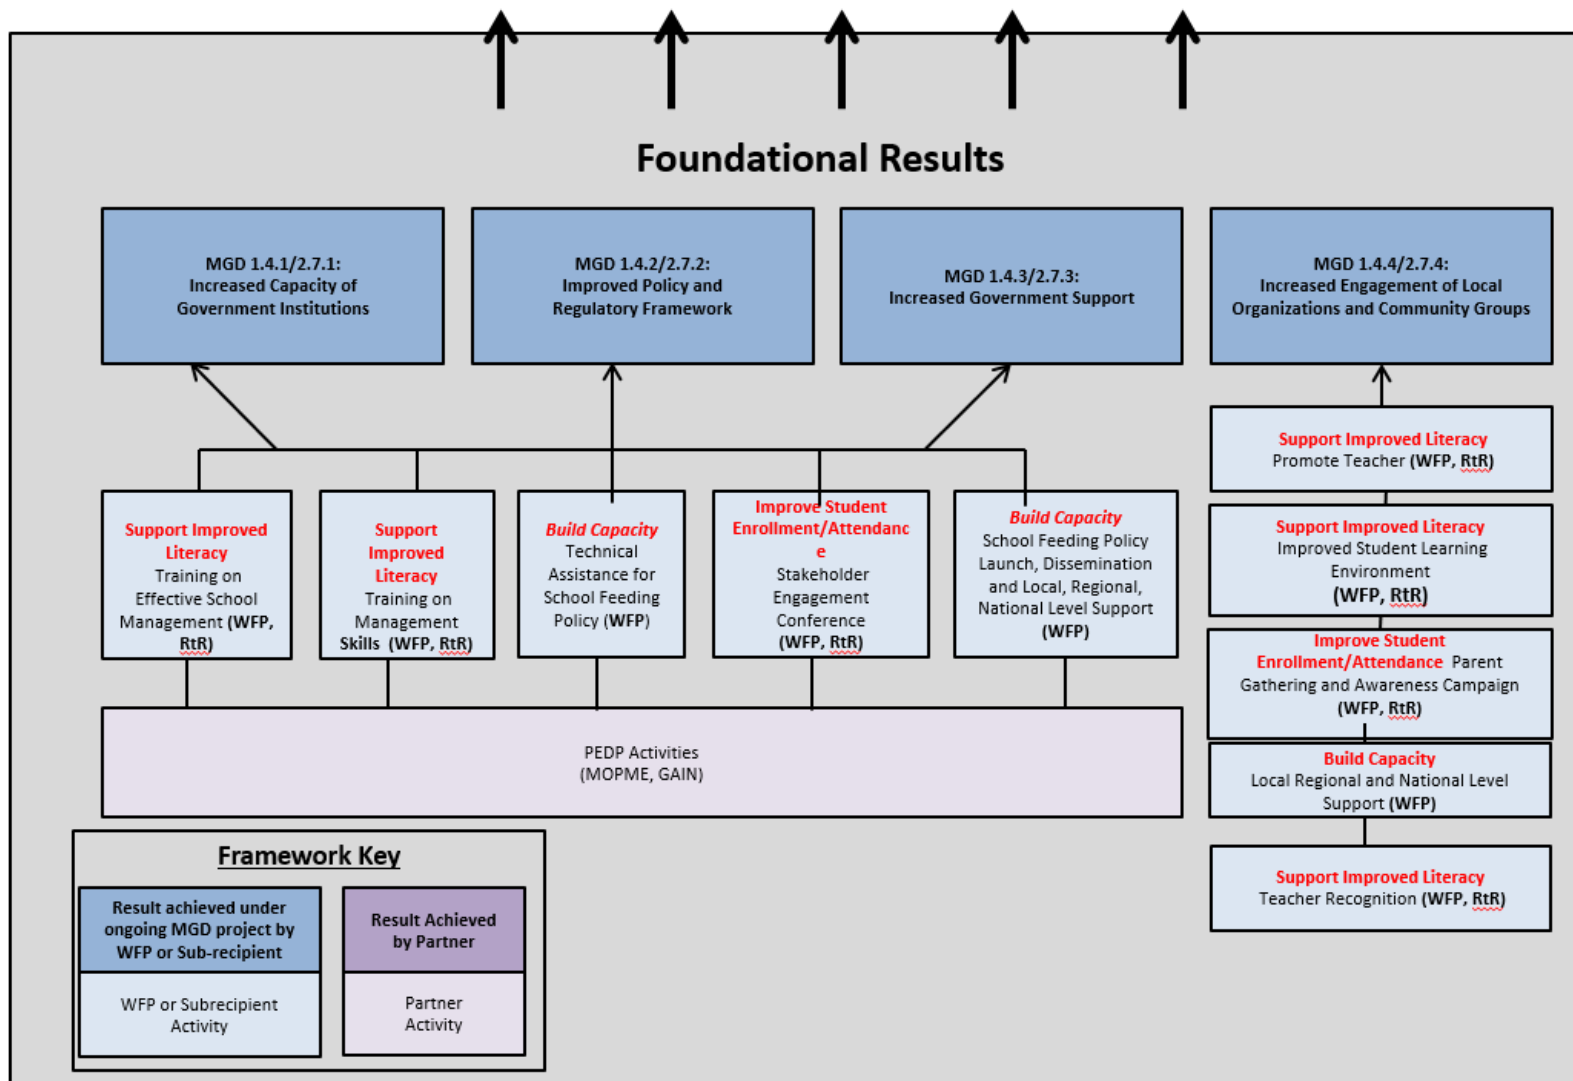 Foundational Results
MGD 1.4.1/2.7.1:
Increased Capacity of
Government Institutions
MGD 1.4.2/2.7.2:
Improved Policy and
Regulatory Framework
MGD 1.4.3/2.7.3:
Increased Government Support
MGD 1.4.4/2.7.4:
Increased Engagement of Local
Organizations and Community Groups
Support Improved
Literacy
Training on
Effective School
Management (WFP,
RtR)
Support
Improved
Literacy
Training on
Management
Skills (WFP, RtR)
Build Capacity
Technical
Assistance for
School Feeding
Policy (WFP)
Improve Student
Enrollment/Attendanc
e
Stakeholder
Engagement
Conference
(WFP, RtR)
Build Capacity
School Feeding Policy
Launch, Dissemination
and Local, Regional,
National Level Support
(WFP)
Support Improved Literacy
Promote Teacher (WFP, RtR)
Support Improved Literacy
Improved Student Learning
Environment
(WFP, RtR)
Improve Student
Enrollment/Attendance Parent
Gathering and Awareness Campaign
(WFP, RtR)
Build Capacity
Local Regional and National Level
Support (WFP)
Support Improved Literacy
Teacher Recognition (WFP, RtR)
PEDP Activities
(MOPME, GAIN)
Framework Key
Result achieved under
ongoing MGD project by
WFP or Sub-recipient
Result Achieved
by Partner
WFP or Subrecipient
Activity
Partner
Activity